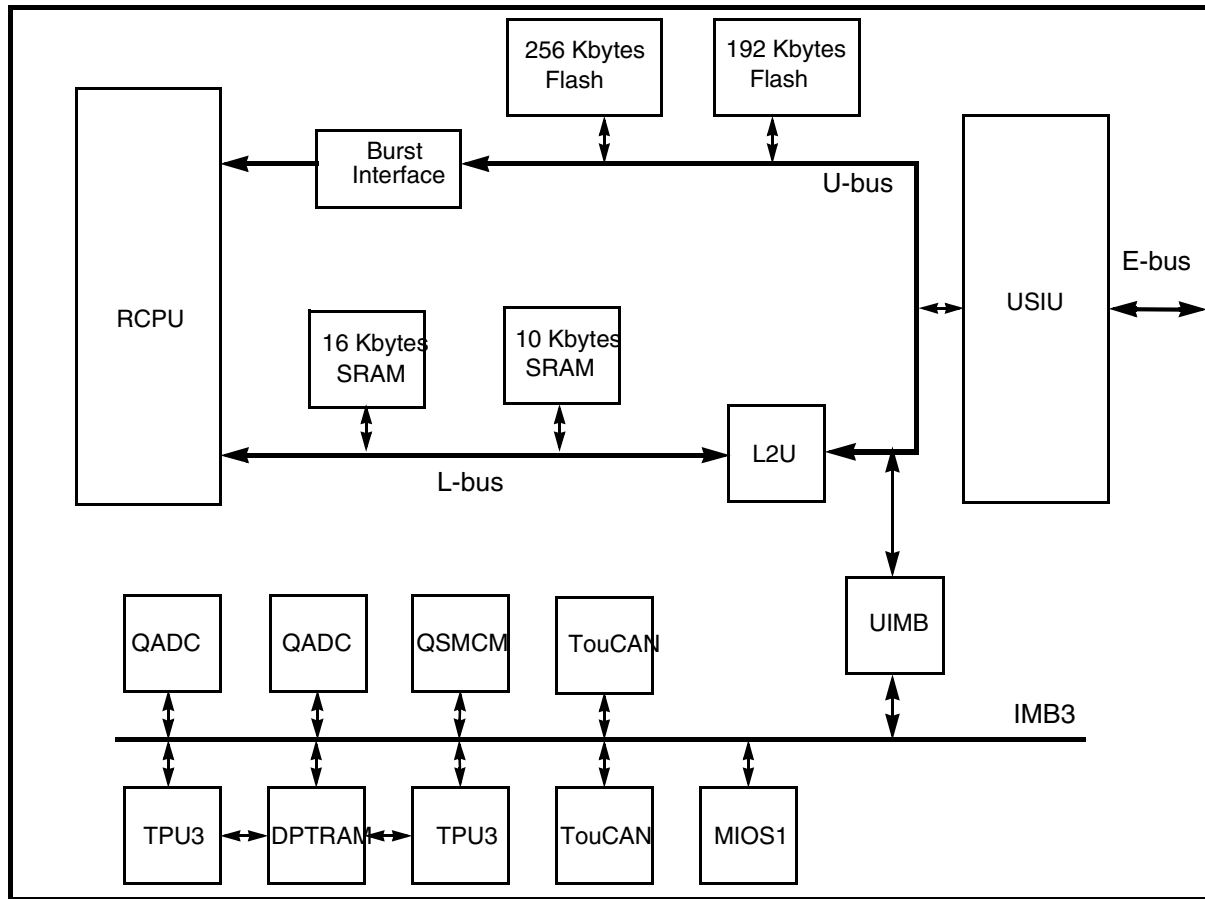 256 Kbytes
Flash
192 Kbytes
Flash
Burst
Interface
U-bus
E-bus
RCPU
USIU
16 Kbytes
SRAM
10 Kbytes
SRAM
L2U
L-bus
UIMB
QADC
QADC
QSMCM
TouCAN
IMB3
TPU3
DPTRAM
TPU3
TouCAN
MIOS1